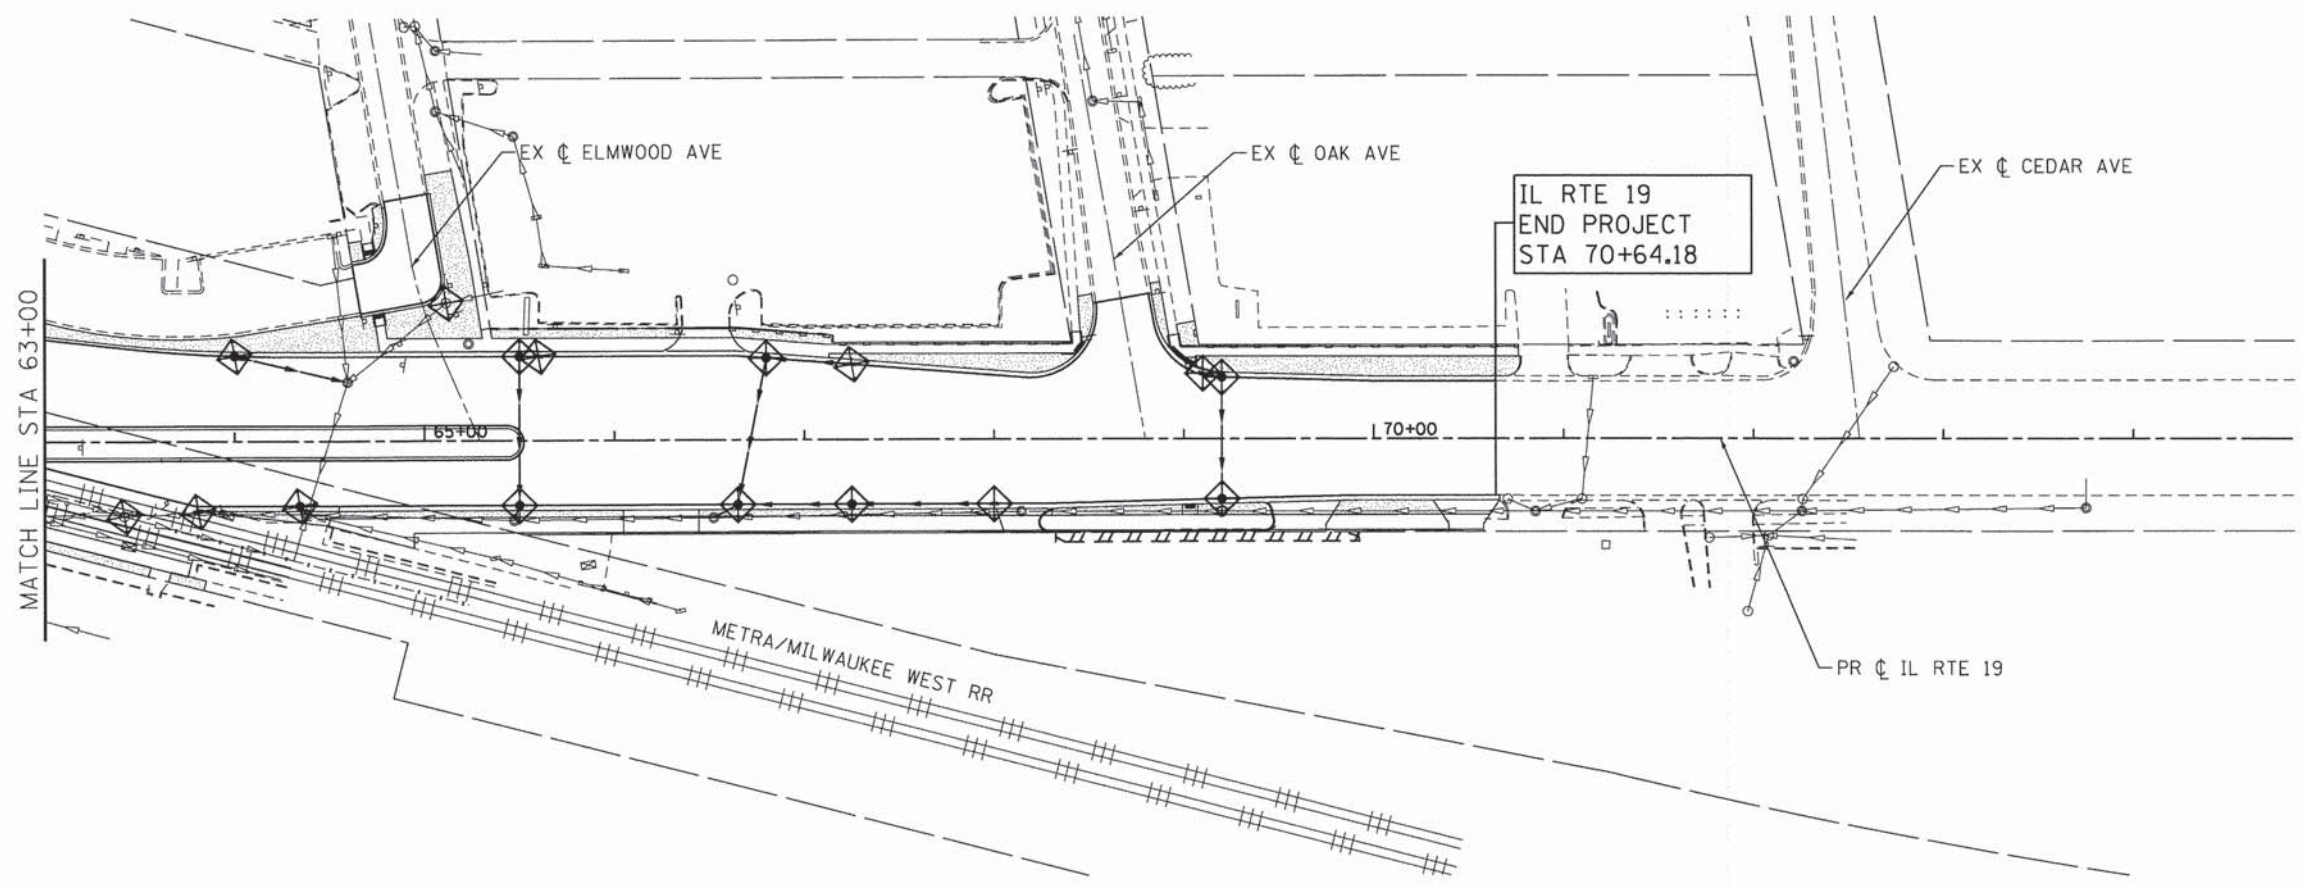 EX ℄ ELMWOOD AVE
EX ℄ OAK AVE
EX ℄ CEDAR AVE
IL RTE 19
END PROJECT
STA 70+64.18
MATCH LINE STA 63+00
65+00
70+00
METRA/MILWAUKEE WEST RR
PR ℄ IL RTE 19